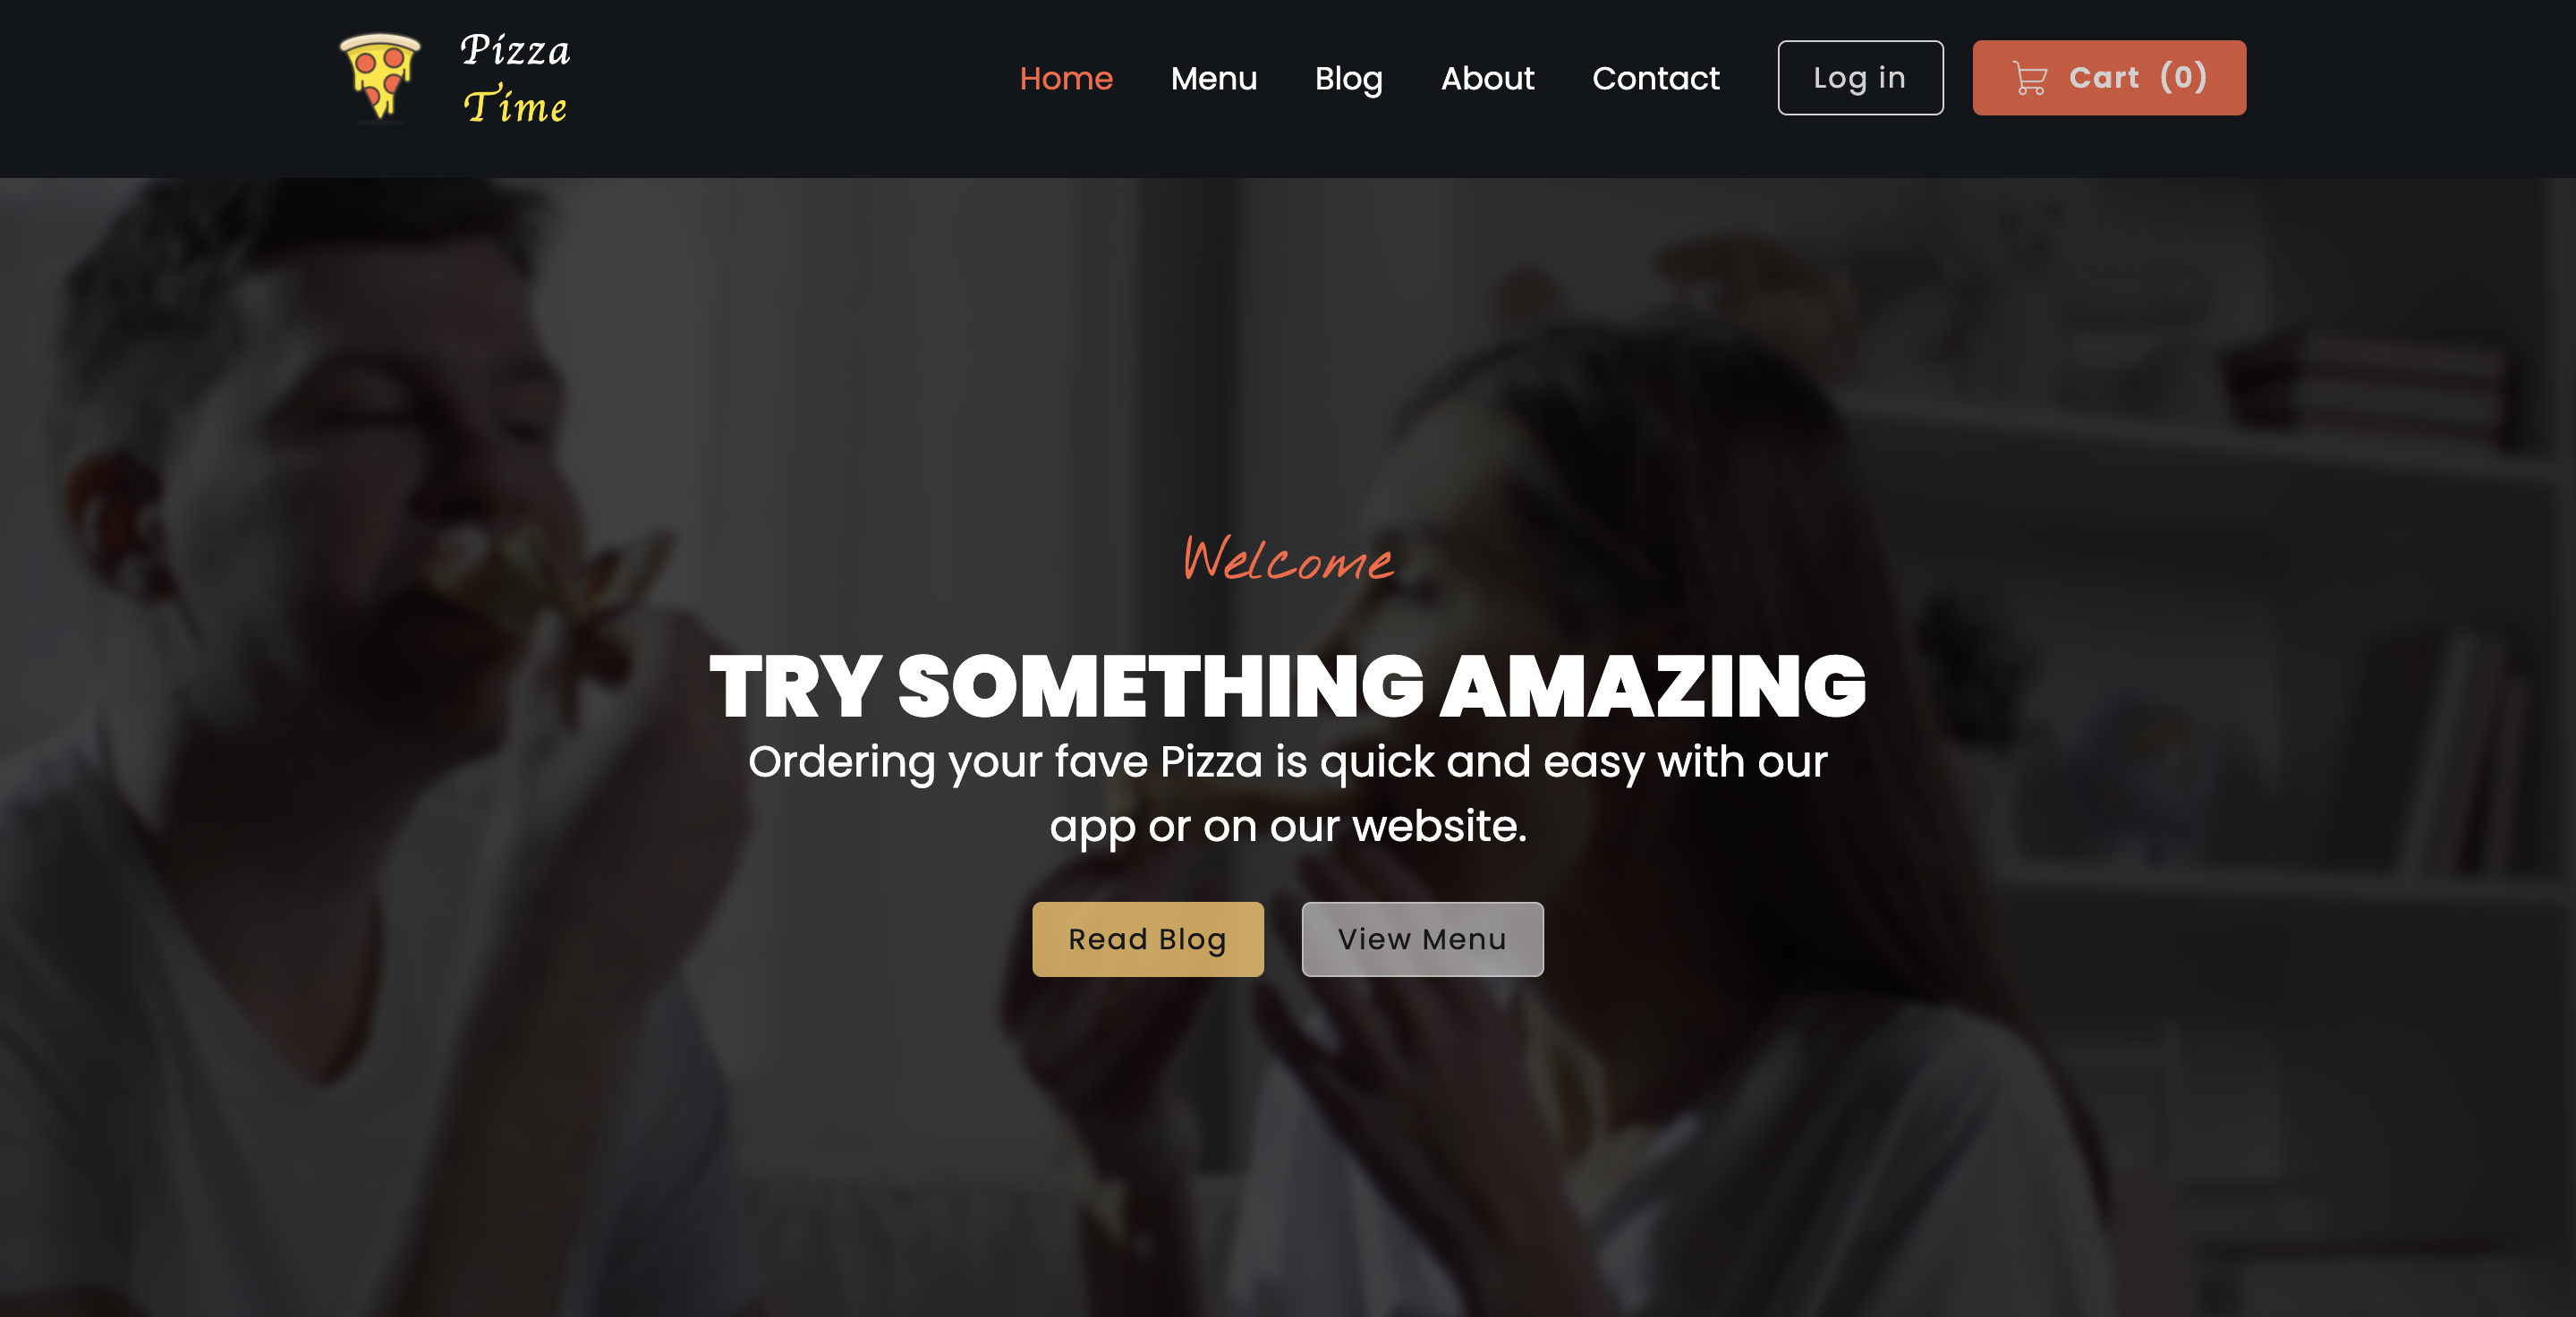 Pizza
Time
Home
Menu
Blog
About
Contact
Log in
Cart (0)
Welcome
TRY SOMETHING AMAZING
Ordering your fave Pizza is quick and easy with our
app or on our website.
Read Blog
View Menu